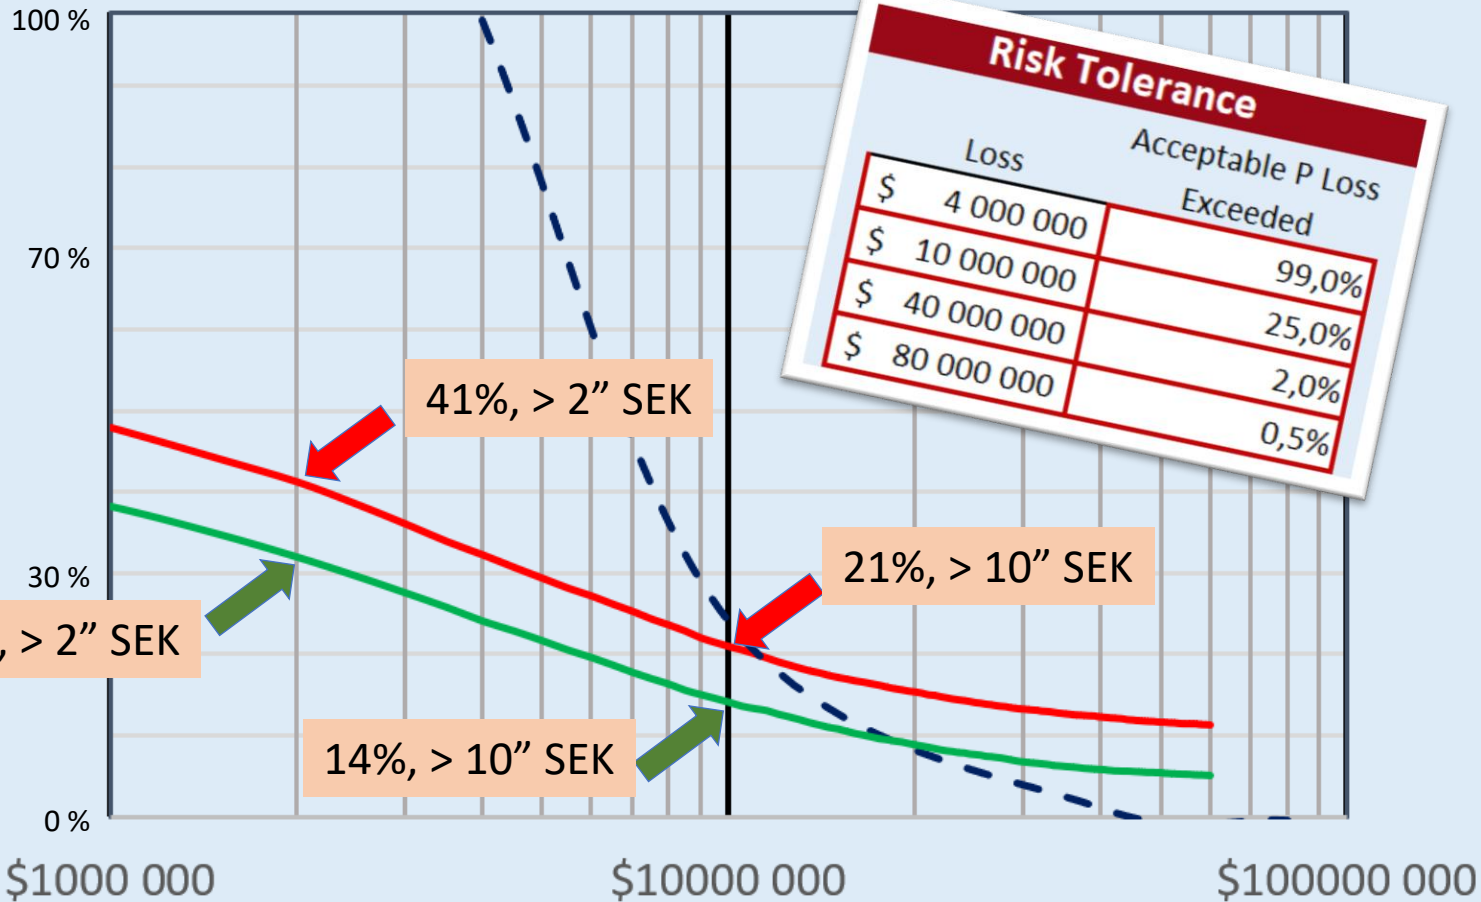 100 %
70 %
30 %
0 %
Risk Tolerance
Loss
Acceptable P Loss
Exceeded
$ 4 000 000 99,0%
$ 10 000 000 25,0%
$ 40 000 000 2,0%
$ 80 000 000 0,5%
41%, > 2” SEK
21%, > 10” SEK
, > 2” SEK
14%, > 10” SEK
$1000 000
$10000 000
$100000 000